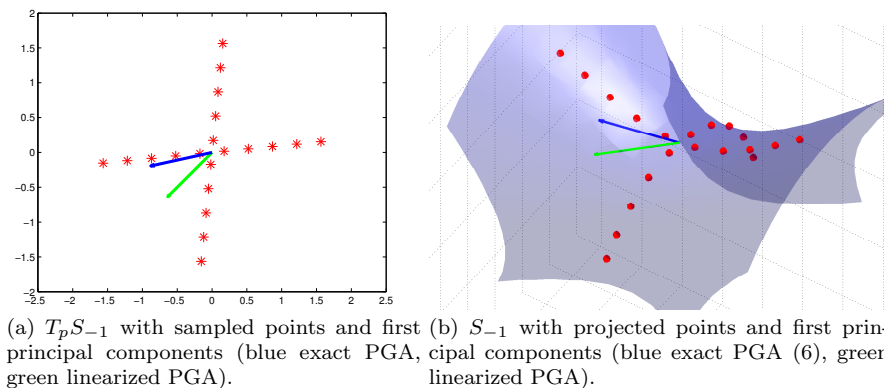 2
1.5
1
0.5
0
−0.5
−1
−1.5
−2
−2.5 −2 −1.5 −1 −0.5 0 0.5 1 1.5 2 2.5
(a) TpS−1 with sampled points and first
principal components (blue exact PGA,
green linearized PGA).
(b) S−1 with projected points and first prin-
cipal components (blue exact PGA (6), green
linearized PGA).